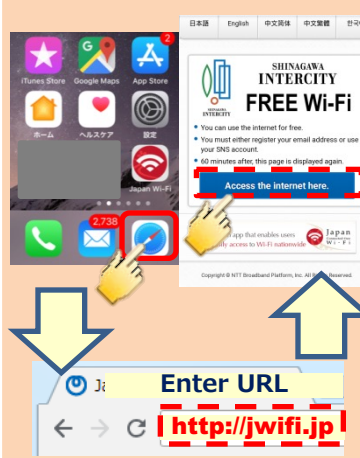 2
iTunes Store
Google Maps
App Store
ホーム
ヘルスケア
設定
Japan Wi-Fi
2,738
日本語 English 中文简体 中文繁體
SHINAGAWA
INTERCITY
INTERCITY
FREE Wi-Fi
• You can use the internet for free.
• You must either register your email address or use
your SNS account.
• 60 minutes after, this page is displayed again.
Access the internet here.
app that enables users
access to Wi-Fi nationwide
Japan
Wi-Fi
Copyright © NTT Broadband Platform, Inc. All Rights Reserved
Enter URL
http://jwifi.jp